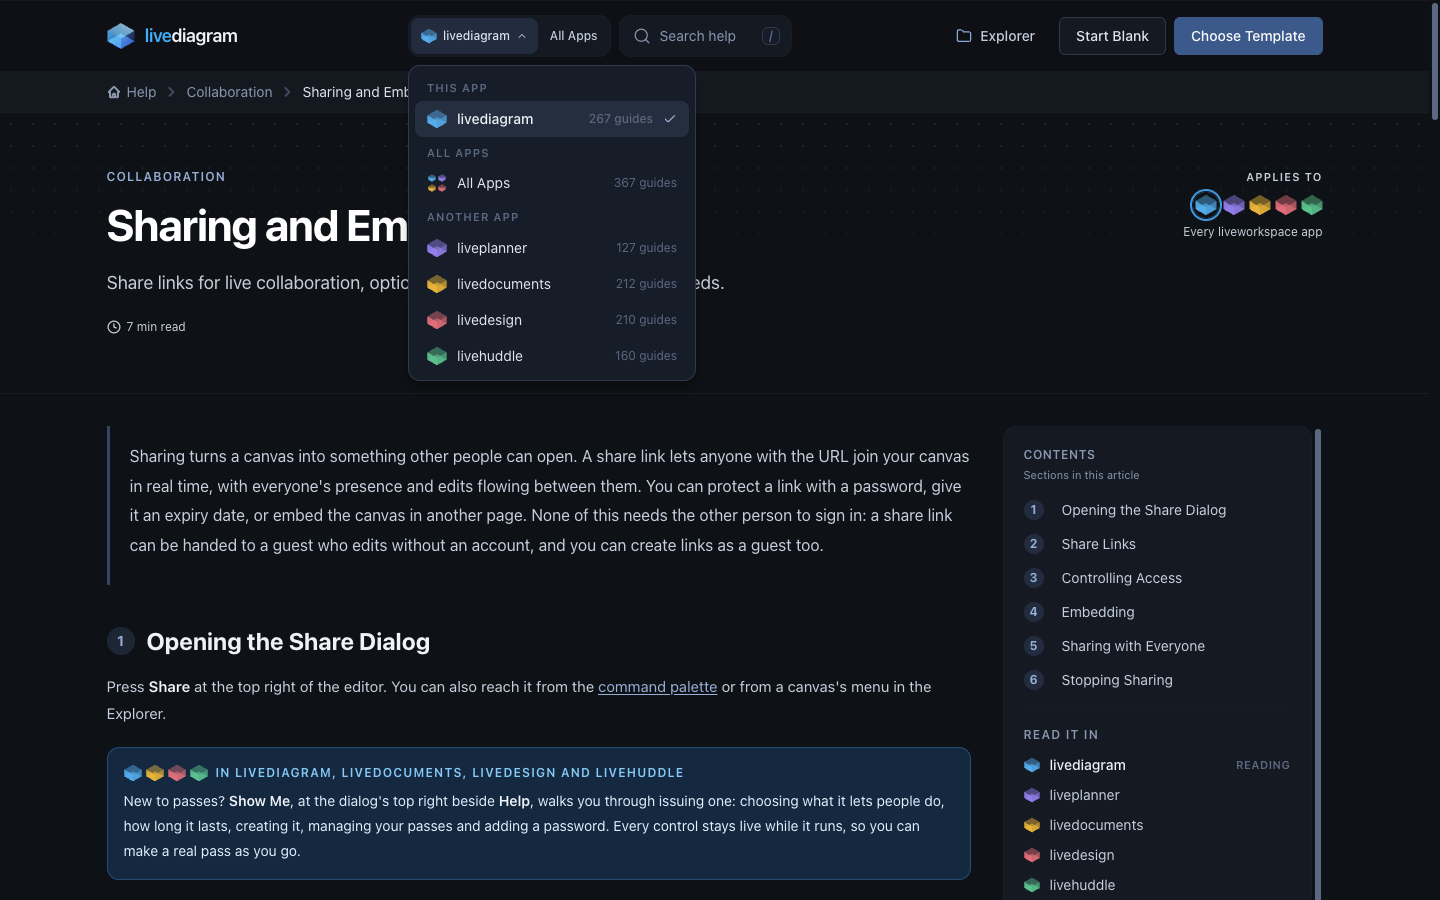 livediagram
livediagram
All Apps
Search help
/
Explorer
Start Blank
Choose Template
Help
Collaboration
Sharing and Emb
THIS APP
livediagram
267 guides
ALL APPS
All Apps
367 guides
ANOTHER APP
liveplanner
127 guides
livedocuments
212 guides
livedesign
210 guides
livehuddle
160 guides
COLLABORATION
Sharing and Em
Share links for live collaboration, optio
eds.
7 min read
APPLIES TO
Every liveworkspace app
Sharing turns a canvas into something other people can open. A share link lets anyone with the URL join your canvas
in real time, with everyone's presence and edits flowing between them. You can protect a link with a password, give
it an expiry date, or embed the canvas in another page. None of this needs the other person to sign in: a share link
can be handed to a guest who edits without an account, and you can create links as a guest too.
1 Opening the Share Dialog
Press Share at the top right of the editor. You can also reach it from the command palette or from a canvas's menu in the
Explorer.
IN LIVEDIAGRAM, LIVEDOCUMENTS, LIVEDESIGN AND LIVEHUDDLE
New to passes? Show Me, at the dialog's top right beside Help, walks you through issuing one: choosing what it lets people do,
how long it lasts, creating it, managing your passes and adding a password. Every control stays live while it runs, so you can
make a real pass as you go.
CONTENTS
Sections in this article
1 Opening the Share Dialog
2 Share Links
3 Controlling Access
4 Embedding
5 Sharing with Everyone
6 Stopping Sharing
READ IT IN
livediagram
READING
liveplanner
livedocuments
livedesign
livehuddle